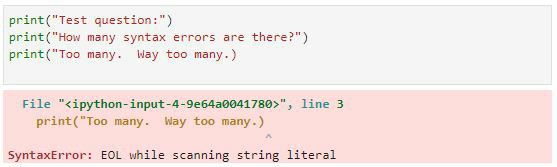 print("Test question:")
print("How many syntax errors are there?")
print("Too many.  Way too many.)
File "<ipython-input-4-9e64a0041780>", line 3
print("Too many.  Way too many.)
^
SyntaxError: EOL while scanning string literal